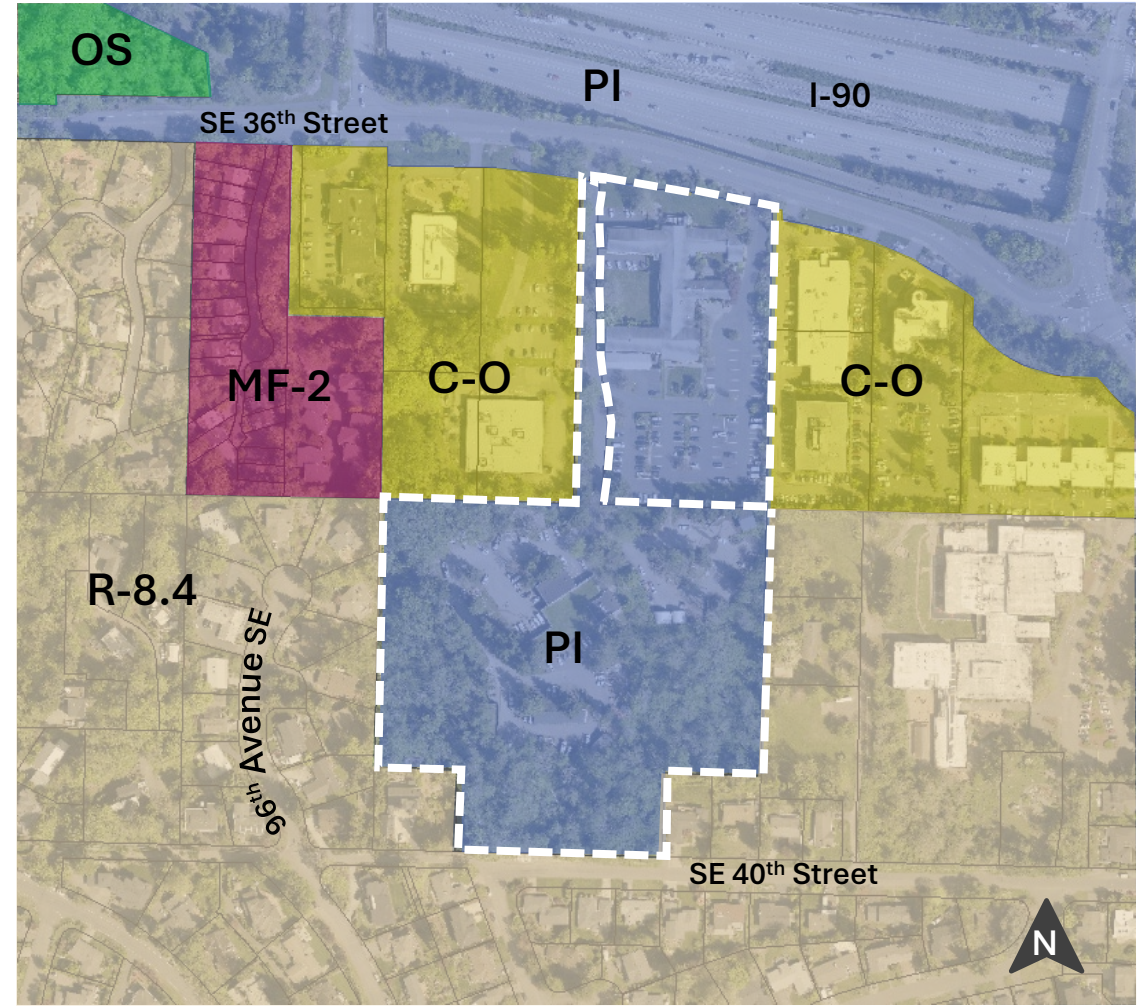 OS
PI
I-90
SE 36th Street
MF-2
C-O
C-O
R-8.4
PI
96th Avenue SE
SE 40th Street
N